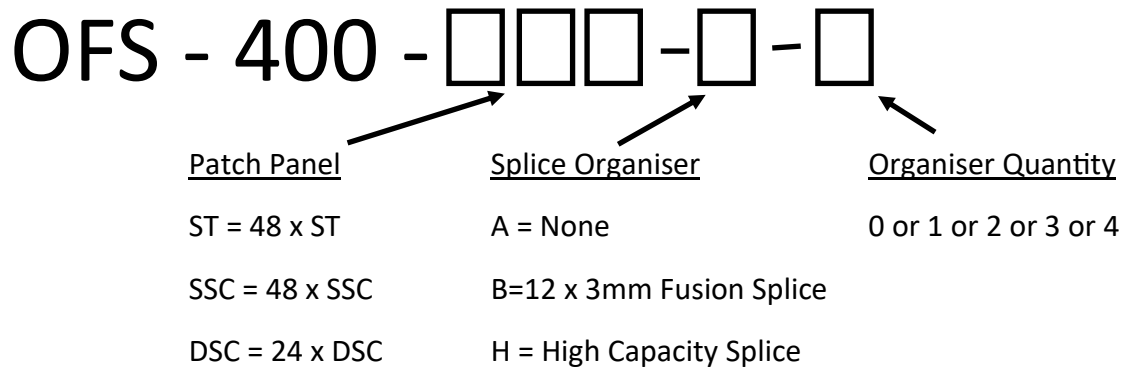 OFS - 400 - □□□ – □ - □
Patch Panel Splice Organiser Organiser Quantity
ST = 48 x ST A = None 0 or 1 or 2 or 3 or 4
SSC = 48 x SSC B=12 x 3mm Fusion Splice
DSC = 24 x DSC H = High Capacity Splice